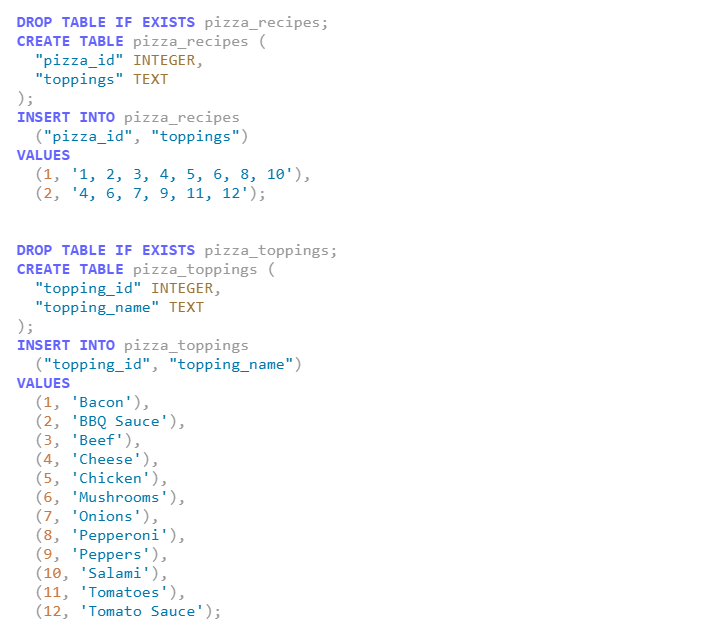 DROP TABLE IF EXISTS pizza_recipes;
CREATE TABLE pizza_recipes (
  "pizza_id" INTEGER,
  "toppings" TEXT
);
INSERT INTO pizza_recipes
  ("pizza_id", "toppings")
VALUES
  (1, '1, 2, 3, 4, 5, 6, 8, 10'),
  (2, '4, 6, 7, 9, 11, 12');
DROP TABLE IF EXISTS pizza_toppings;
CREATE TABLE pizza_toppings (
  "topping_id" INTEGER,
  "topping_name" TEXT
);
INSERT INTO pizza_toppings
  ("topping_id", "topping_name")
VALUES
  (1, 'Bacon'),
  (2, 'BBQ Sauce'),
  (3, 'Beef'),
  (4, 'Cheese'),
  (5, 'Chicken'),
  (6, 'Mushrooms'),
  (7, 'Onions'),
  (8, 'Pepperoni'),
  (9, 'Peppers'),
  (10, 'Salami'),
  (11, 'Tomatoes'),
  (12, 'Tomato Sauce');